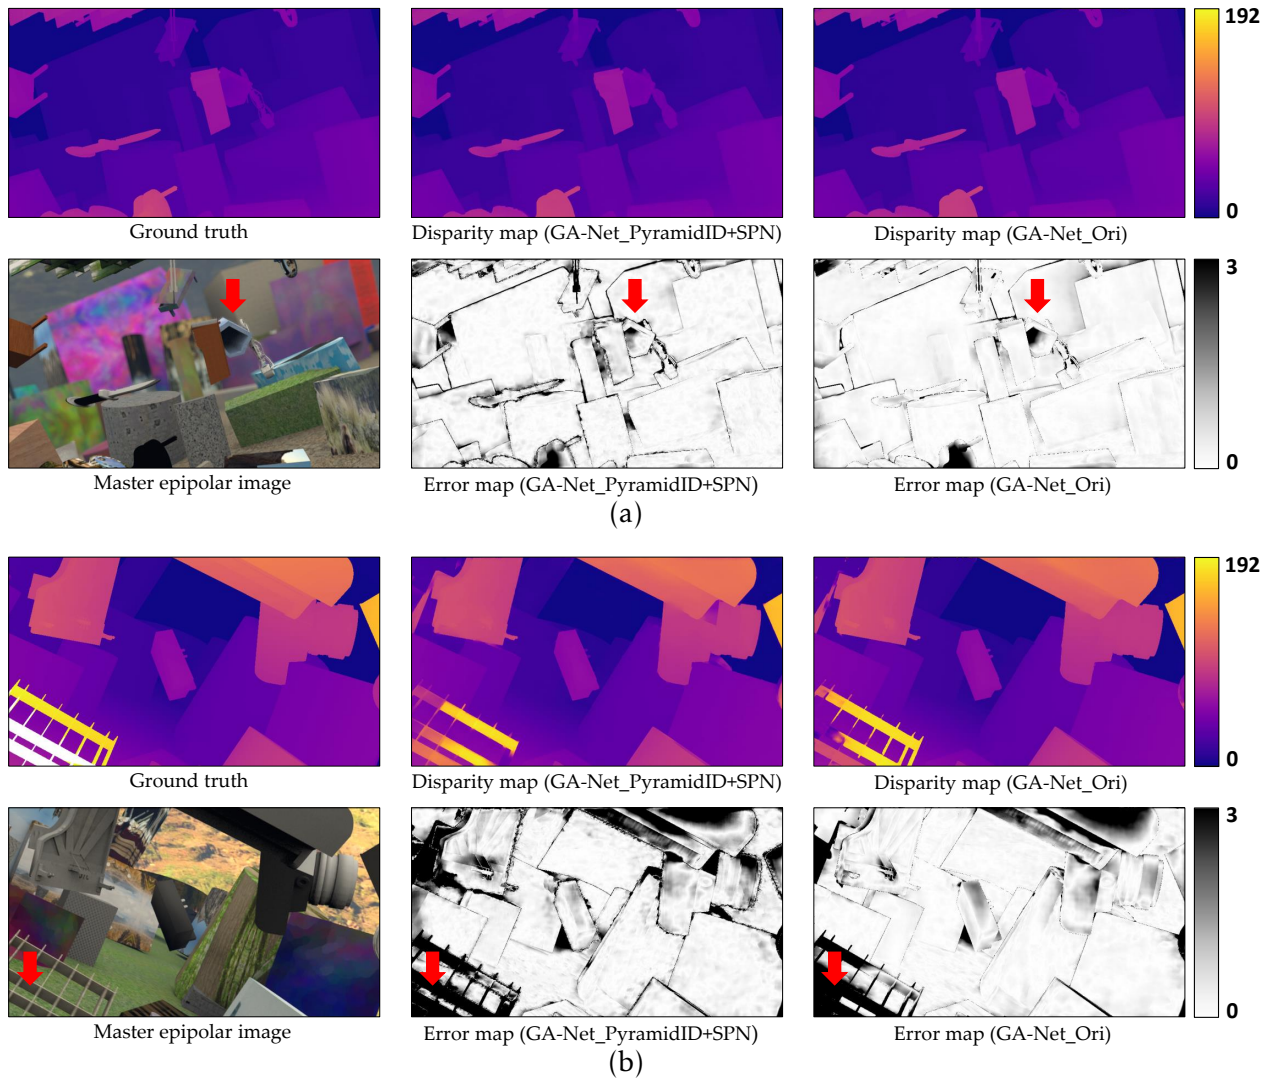 192
0
Ground truth
Disparity map (GA-Net_PyramidID+SPN)
Disparity map (GA-Net_Ori)
3
0
Master epipolar image
Error map (GA-Net_PyramidID+SPN)
Error map (GA-Net_Ori)
(a)
192
0
Ground truth
Disparity map (GA-Net_PyramidID+SPN)
Disparity map (GA-Net_Ori)
3
0
Master epipolar image
Error map (GA-Net_PyramidID+SPN)
Error map (GA-Net_Ori)
(b)